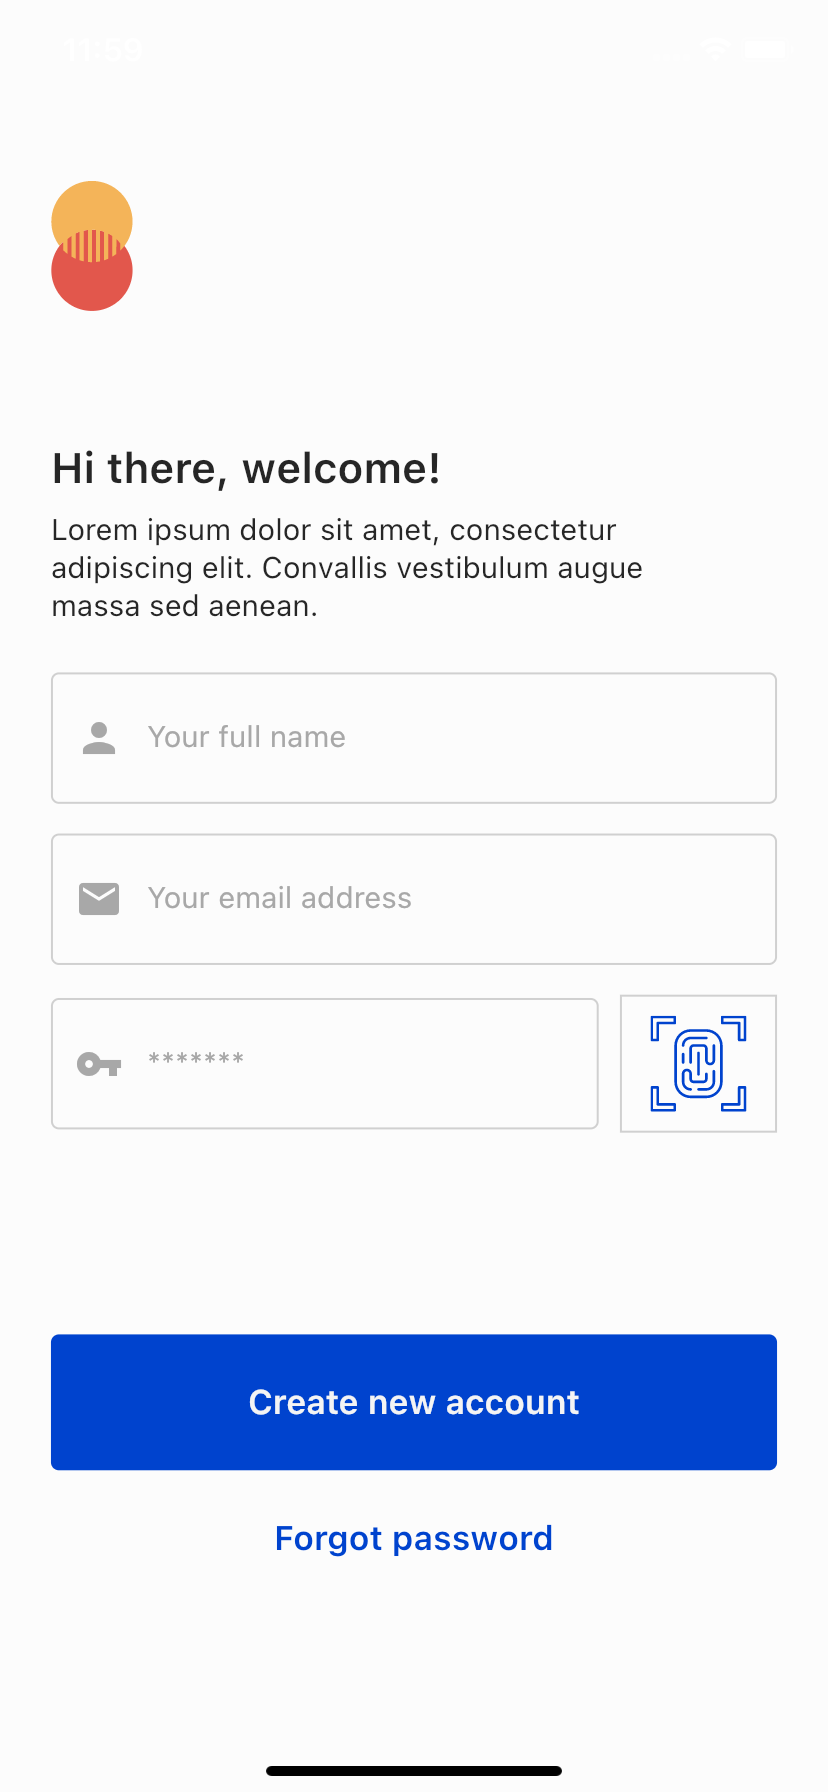 11:59
Hi there, welcome!
Lorem ipsum dolor sit amet, consectetur
adipiscing elit. Convallis vestibulum augue
massa sed aenean.
Your full name
Your email address
*******
Create new account
Forgot password